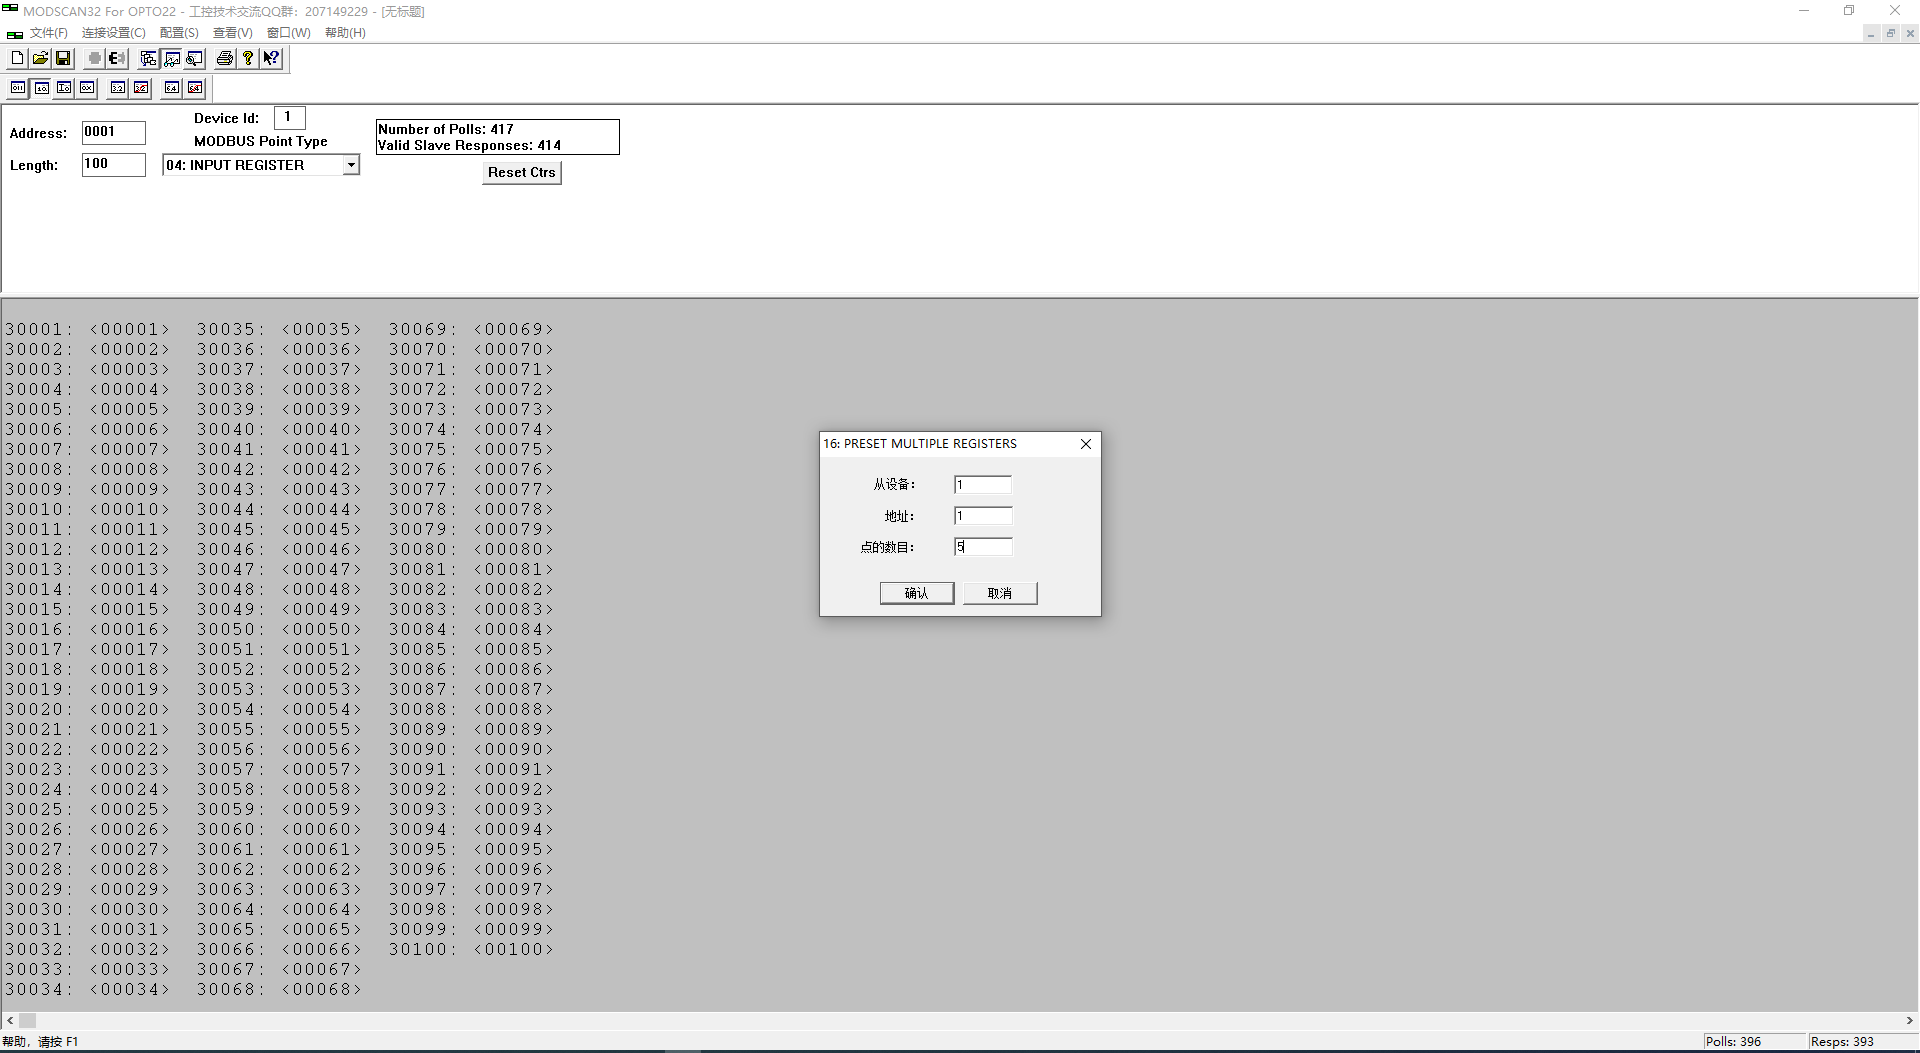 MODSCAN32 For OPTO22 - 工控技术交流QQ群：207149229 - [无标题]
文件(F) 连接设置(C) 配置(S) 查看(V) 窗口(W) 帮助(H)
Device Id: 1
Address: 0001
MODBUS Point Type
Length: 100
04: INPUT REGISTER
Number of Polls: 417
Valid Slave Responses: 414
Reset Ctrs
30001: <00001> 30035: <00035> 30069: <00069>
30002: <00002> 30036: <00036> 30070: <00070>
30003: <00003> 30037: <00037> 30071: <00071>
30004: <00004> 30038: <00038> 30072: <00072>
30005: <00005> 30039: <00039> 30073: <00073>
30006: <00006> 30040: <00040> 30074: <00074>
30007: <00007> 30041: <00041> 30075: <00075>
30008: <00008> 30042: <00042> 30076: <00076>
30009: <00009> 30043: <00043> 30077: <00077>
30010: <00010> 30044: <00044> 30078: <00078>
30011: <00011> 30045: <00045> 30079: <00079>
30012: <00012> 30046: <00046> 30080: <00080>
30013: <00013> 30047: <00047> 30081: <00081>
30014: <00014> 30048: <00048> 30082: <00082>
30015: <00015> 30049: <00049> 30083: <00083>
30016: <00016> 30050: <00050> 30084: <00084>
30017: <00017> 30051: <00051> 30085: <00085>
30018: <00018> 30052: <00052> 30086: <00086>
30019: <00019> 30053: <00053> 30087: <00087>
30020: <00020> 30054: <00054> 30088: <00088>
30021: <00021> 30055: <00055> 30089: <00089>
30022: <00022> 30056: <00056> 30090: <00090>
30023: <00023> 30057: <00057> 30091: <00091>
30024: <00024> 30058: <00058> 30092: <00092>
30025: <00025> 30059: <00059> 30093: <00093>
30026: <00026> 30060: <00060> 30094: <00094>
30027: <00027> 30061: <00061> 30095: <00095>
30028: <00028> 30062: <00062> 30096: <00096>
30029: <00029> 30063: <00063> 30097: <00097>
30030: <00030> 30064: <00064> 30098: <00098>
30031: <00031> 30065: <00065> 30099: <00099>
30032: <00032> 30066: <00066> 30100: <00100>
30033: <00033> 30067: <00067>
30034: <00034> 30068: <00068>
16: PRESET MULTIPLE REGISTERS
从设备： 1
地址： 1
点的数目： 5
确认 取消
帮助，请按 F1
Polls: 396 Resps: 393